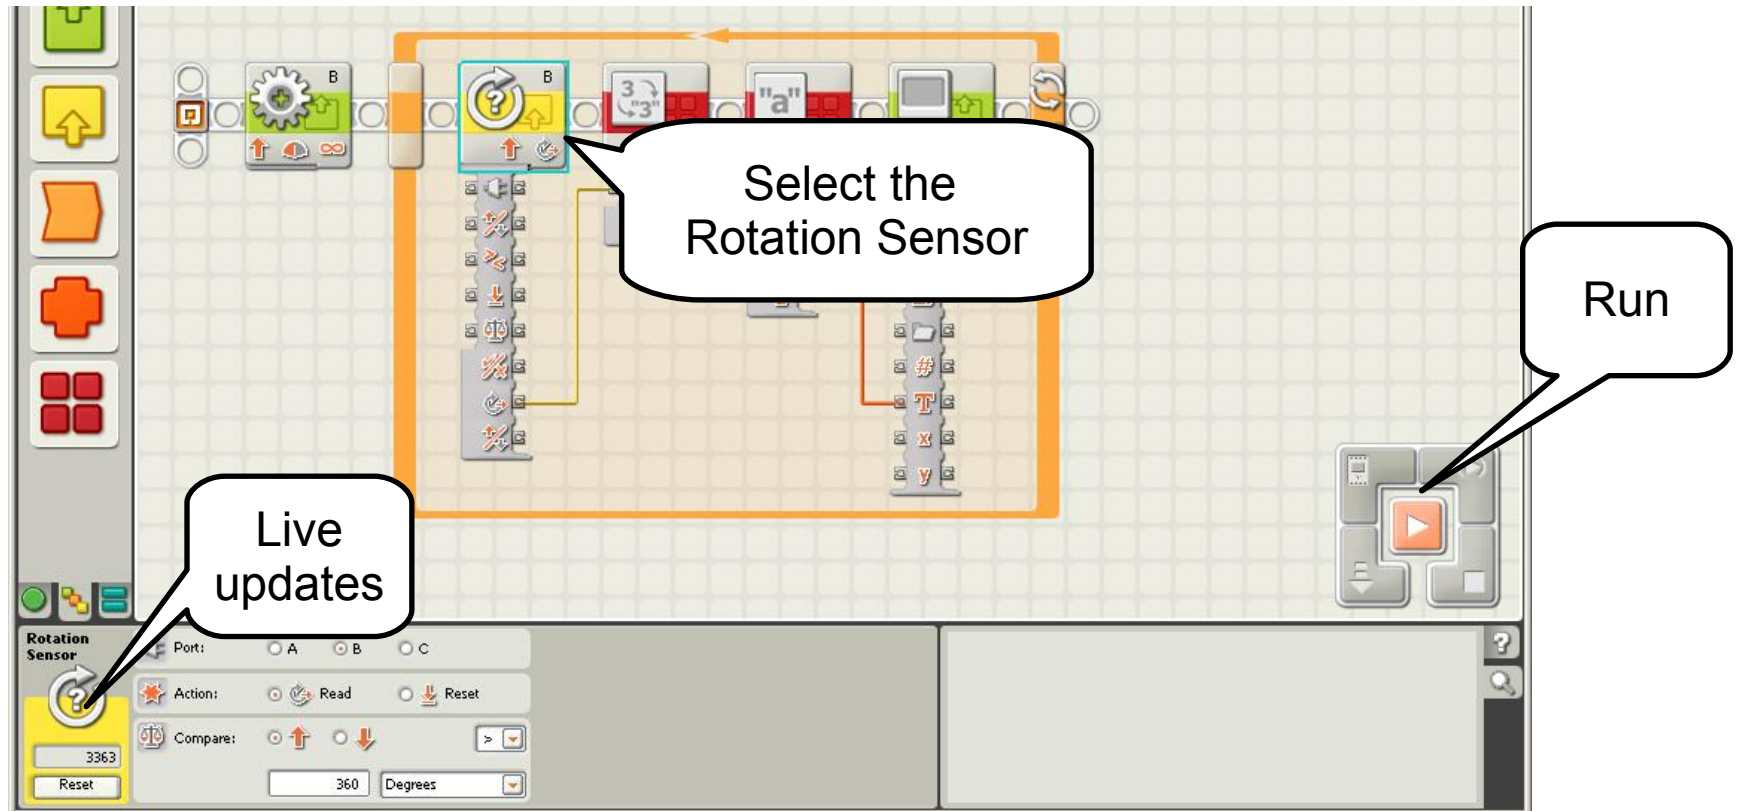 B
B
3
"3"
"a"
Select the
Rotation Sensor
Run
#
T
x
y
Live
updates
Rotation
Sensor
Port: A B C
Action: Read Reset
Compare: >
3363
360 Degrees
Reset
?